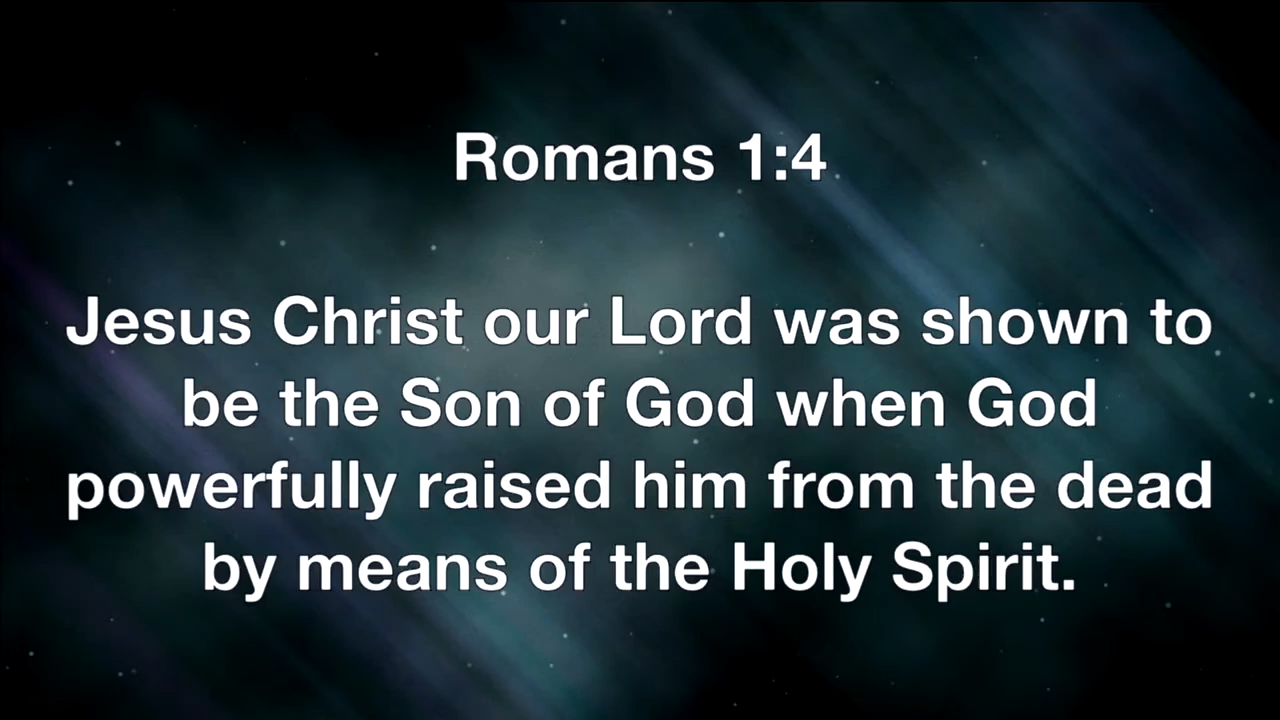 Romans 1:4
Jesus Christ our Lord was shown to
be the Son of God when God
powerfully raised him from the dead
by means of the Holy Spirit.